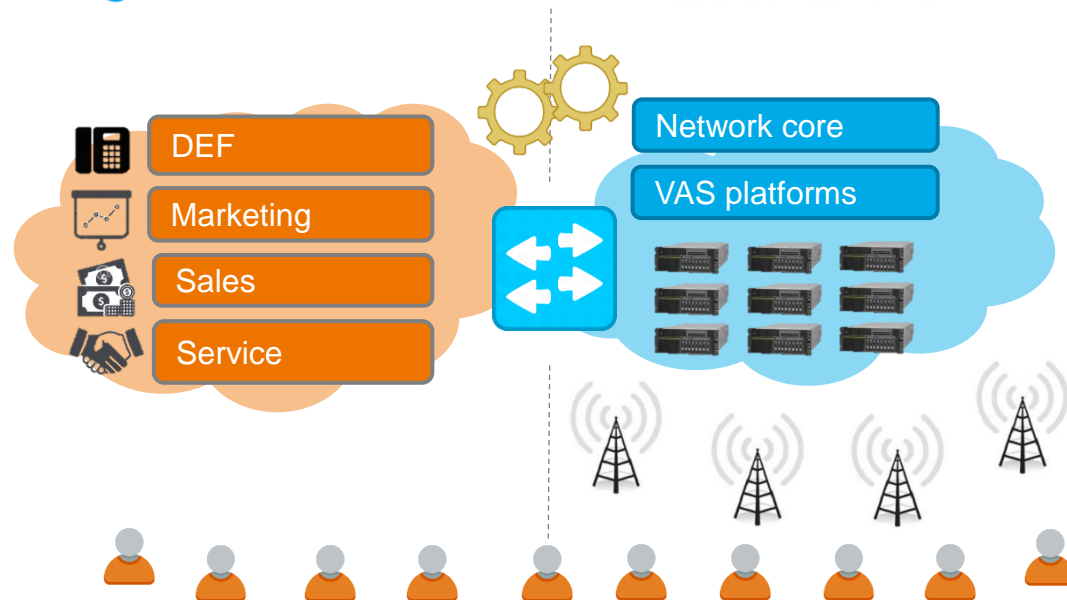 DEF
Marketing
Sales
Service
Network core
VAS platforms